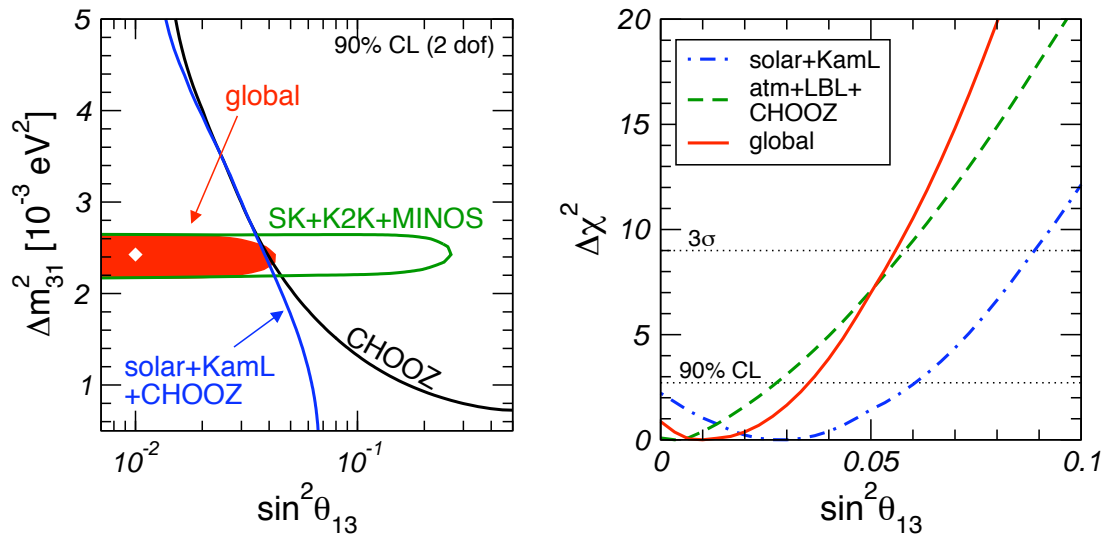 90% CL (2 dof)
global
SK+K2K+MINOS
CHOOZ
solar+KamL
+CHOOZ
5
4
3
2
1
Δm²₃₁ [10⁻³ eV²]
10⁻²
10⁻¹
sin²θ₁₃
solar+KamL
atm+LBL+
CHOOZ
global
3σ
90% CL
20
15
10
5
0
Δχ²
0
0.05
0.1
sin²θ₁₃